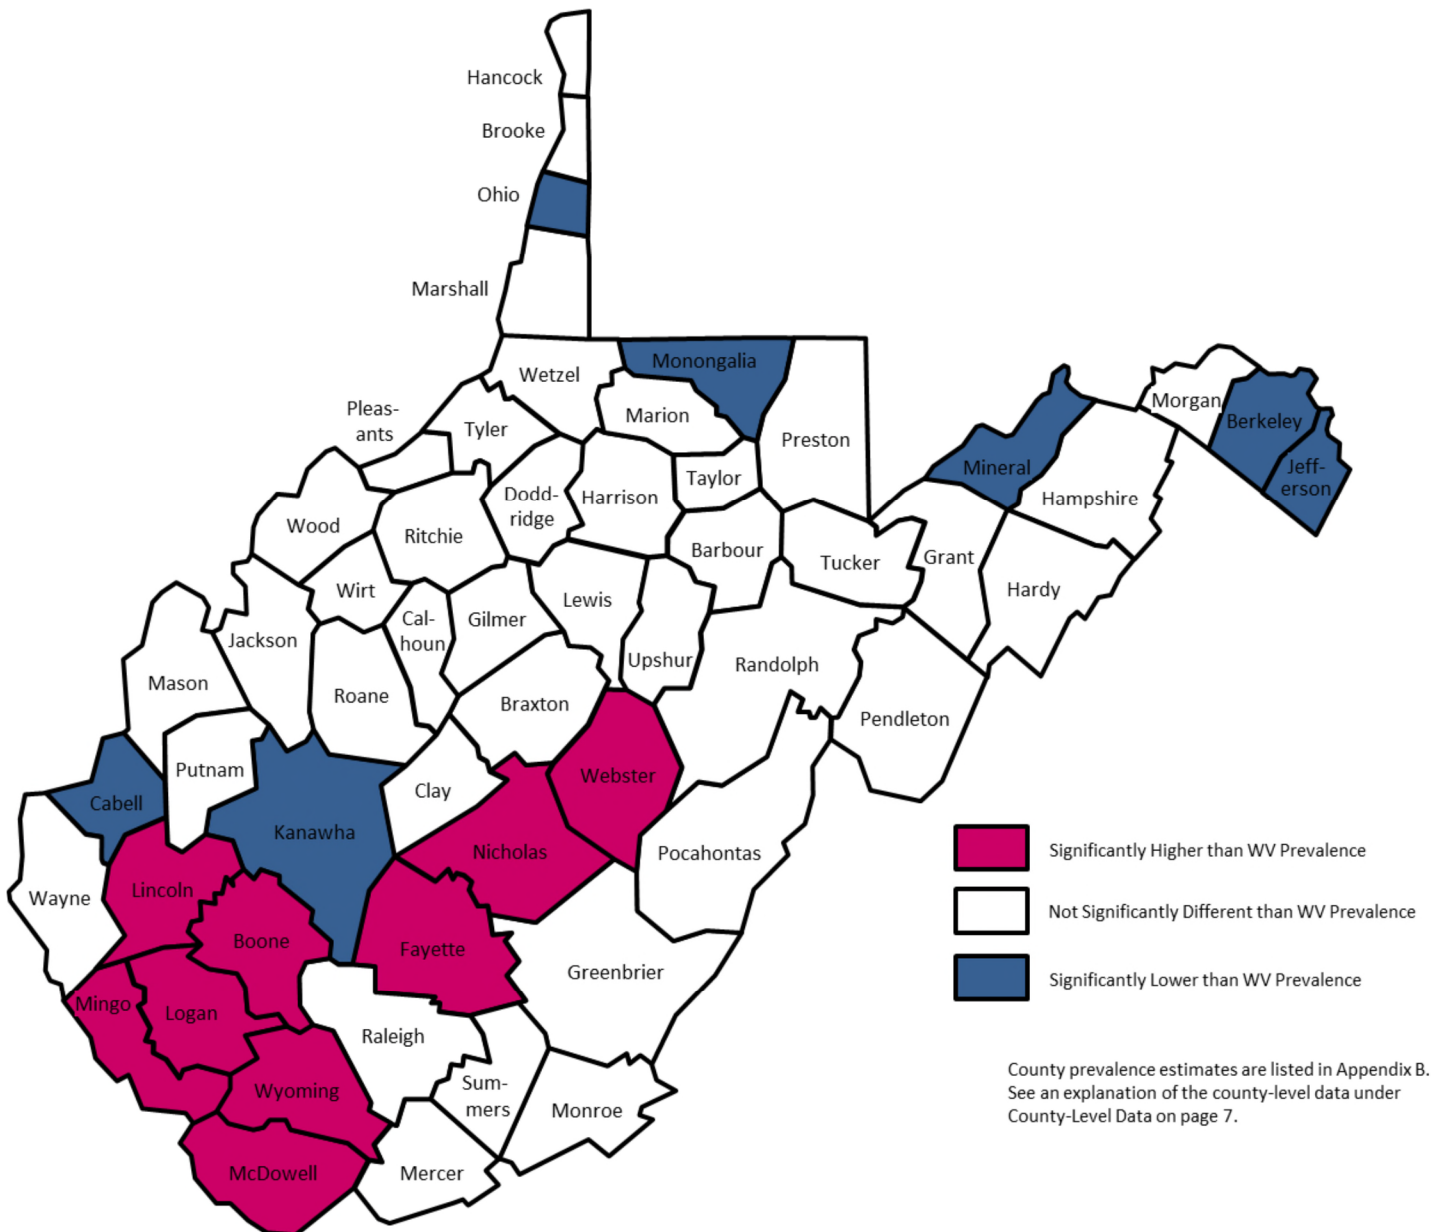 Hancock
Brooke
Ohio
Marshall
Wetzel
Monongalia
Pleas-
ants
Tyler
Marion
Preston
Morgan
Berkeley
Jeff-
erson
Mineral
Hampshire
Wood
Ritchie
Dodd-
ridge
Harrison
Taylor
Barbour
Tucker
Grant
Hardy
Wirt
Cal-
houn
Gilmer
Lewis
Upshur
Randolph
Jackson
Mason
Roane
Braxton
Pendleton
Putnam
Cabell
Kanawha
Clay
Webster
Nicholas
Pocahontas
Wayne
Lincoln
Boone
Fayette
Greenbrier
Mingo
Logan
Raleigh
Wyoming
Sum-
mers
Monroe
McDowell
Mercer
Significantly Higher than WV Prevalence
Not Significantly Different than WV Prevalence
Significantly Lower than WV Prevalence
County prevalence estimates are listed in Appendix B.
See an explanation of the county-level data under
County-Level Data on page 7.